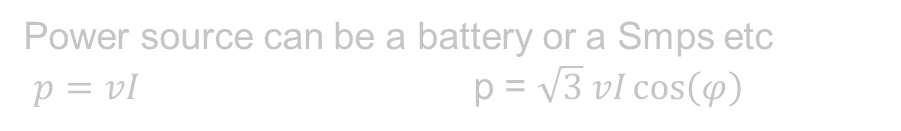 Power source can be a battery or a Smps etc
p = vI p = √3 vI cos(φ)